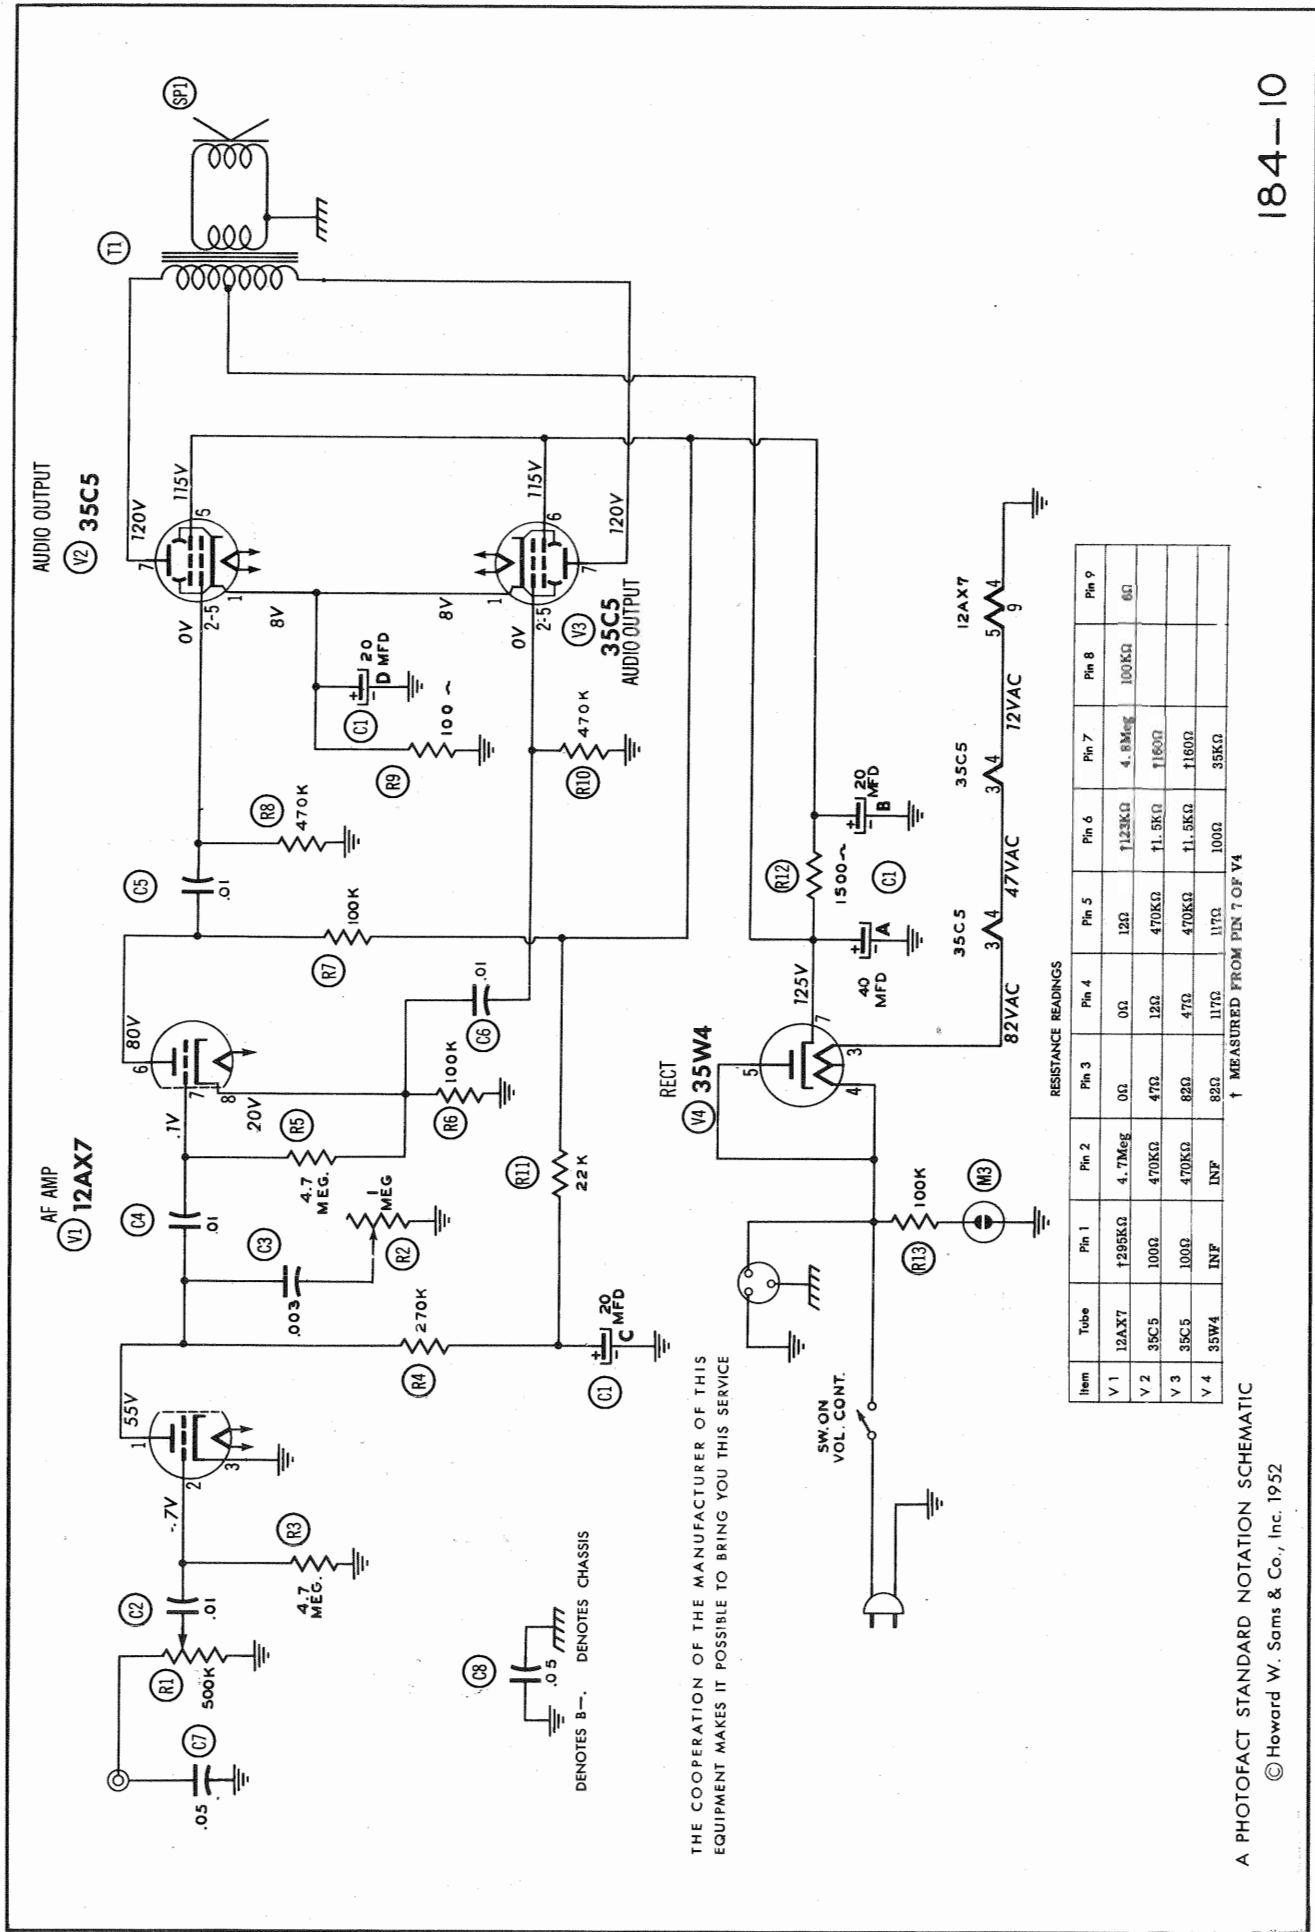 AF AMP
V1 12AX7
AUDIO OUTPUT
V2 35C5
T1
SP1
R1
500K
C7
.05
C2
.01
-.7V
2
3
1
55V
R3
4.7
MEG.
C4
.01
C3
.003
R2
1
MEG
R4
270K
C1
20
MFD
C
R5
4.7
MEG.
.1V
7
8
6
80V
20V
R6
100K
C6
.01
R7
100K
R11
22K
C5
.01
R8
470K
0V
2-5
1
8V
7
120V
115V
6
C1
20
MFD
D
R9
100 ~
8V
1
0V
2-5
6
115V
7
120V
V3
35C5
AUDIO OUTPUT
R10
470K
C8
.05
DENOTES B–. DENOTES CHASSIS
THE COOPERATION OF THE MANUFACTURER OF THIS
EQUIPMENT MAKES IT POSSIBLE TO BRING YOU THIS SERVICE
SW. ON
VOL. CONT.
R13
100K
M3
RECT
V4 35W4
5
4
3
7
125V
40
MFD
A
R12
1500~
C1
20
MFD
B
82VAC
35C5
3
4
47VAC
35C5
3
4
12VAC
12AX7
5
4
9
RESISTANCE READINGS
Item Tube Pin 1 Pin 2 Pin 3 Pin 4 Pin 5 Pin 6 Pin 7 Pin 8 Pin 9
V 1 12AX7 †295KΩ 4.7Meg 0Ω 0Ω 12Ω †123KΩ 4.8Meg 100KΩ 6Ω
V 2 35C5 100Ω 470KΩ 47Ω 12Ω 470KΩ †1.5KΩ †160Ω
V 3 35C5 100Ω 470KΩ 82Ω 47Ω 470KΩ †1.5KΩ †160Ω
V 4 35W4 INF INF 82Ω 117Ω 117Ω 100Ω 35KΩ
† MEASURED FROM PIN 7 OF V4
A PHOTOFACT STANDARD NOTATION SCHEMATIC
© Howard W. Sams & Co., Inc. 1952
184-10